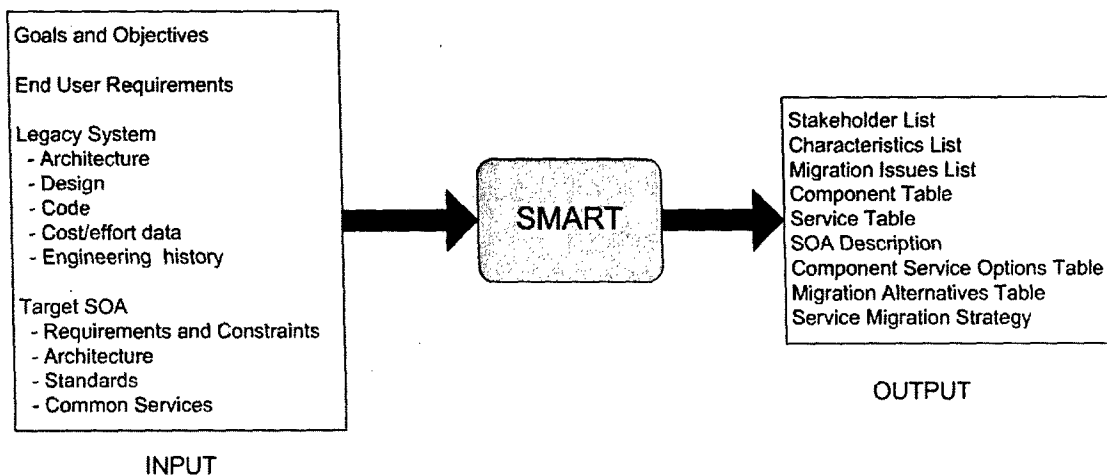 Goals and Objectives
End User Requirements
Legacy System
- Architecture
- Design
- Code
- Cost/effort data
- Engineering history
Target SOA
- Requirements and Constraints
- Architecture
- Standards
- Common Services
INPUT
SMART
Stakeholder List
Characteristics List
Migration Issues List
Component Table
Service Table
SOA Description
Component Service Options Table
Migration Alternatives Table
Service Migration Strategy
OUTPUT